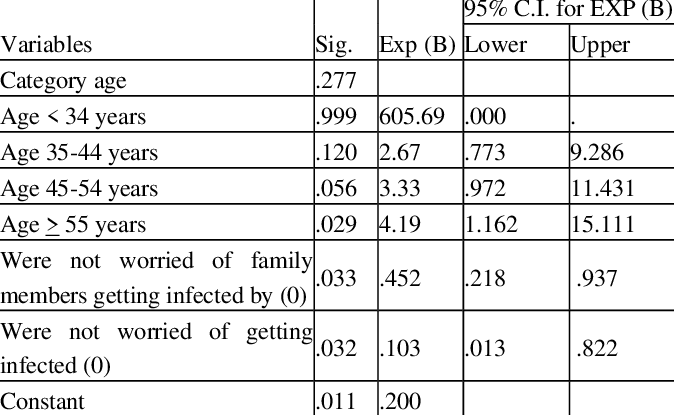 95% C.I. for EXP (B)
Variables Sig. Exp (B) Lower Upper
Category age .277
Age < 34 years .999 605.69 .000 .
Age 35-44 years .120 2.67 .773 9.286
Age 45-54 years .056 3.33 .972 11.431
Age ≥ 55 years .029 4.19 1.162 15.111
Were not worried of family
members getting infected by (0) .033 .452 .218 .937
Were not worried of getting
infected (0) .032 .103 .013 .822
Constant .011 .200